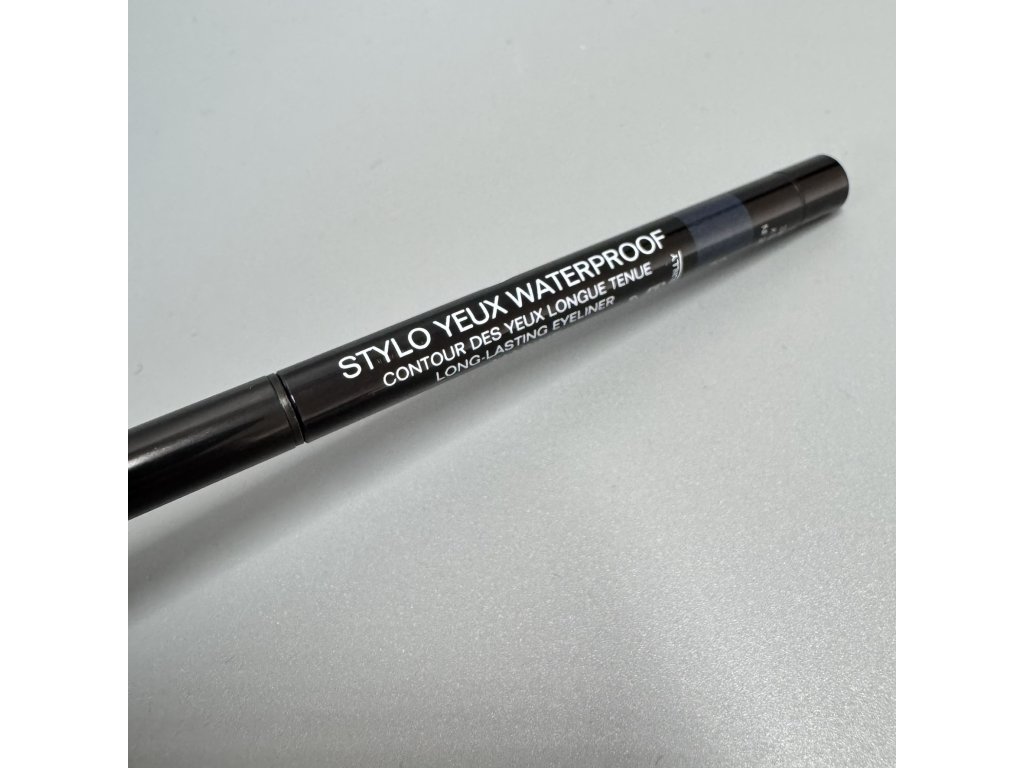 STYLO YEUX WATERPROOF
CONTOUR DES YEUX LONGUE TENUE
LONG-LASTING EYELINER